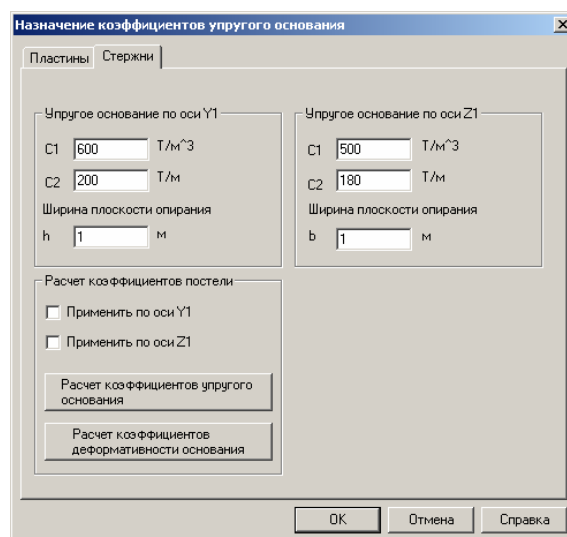 Назначение коэффициентов упругого основания
Пластины
Стержни
Упругое основание по оси Y1
C1 600 Т/м^3
C2 200 Т/м
Ширина плоскости опирания
h 1 м
Упругое основание по оси Z1
C1 500 Т/м^3
C2 180 Т/м
Ширина плоскости опирания
b 1 м
Расчет коэффициентов постели
Применить по оси Y1
Применить по оси Z1
Расчет коэффициентов упругого
основания
Расчет коэффициентов
деформативности основания
OK
Отмена
Справка